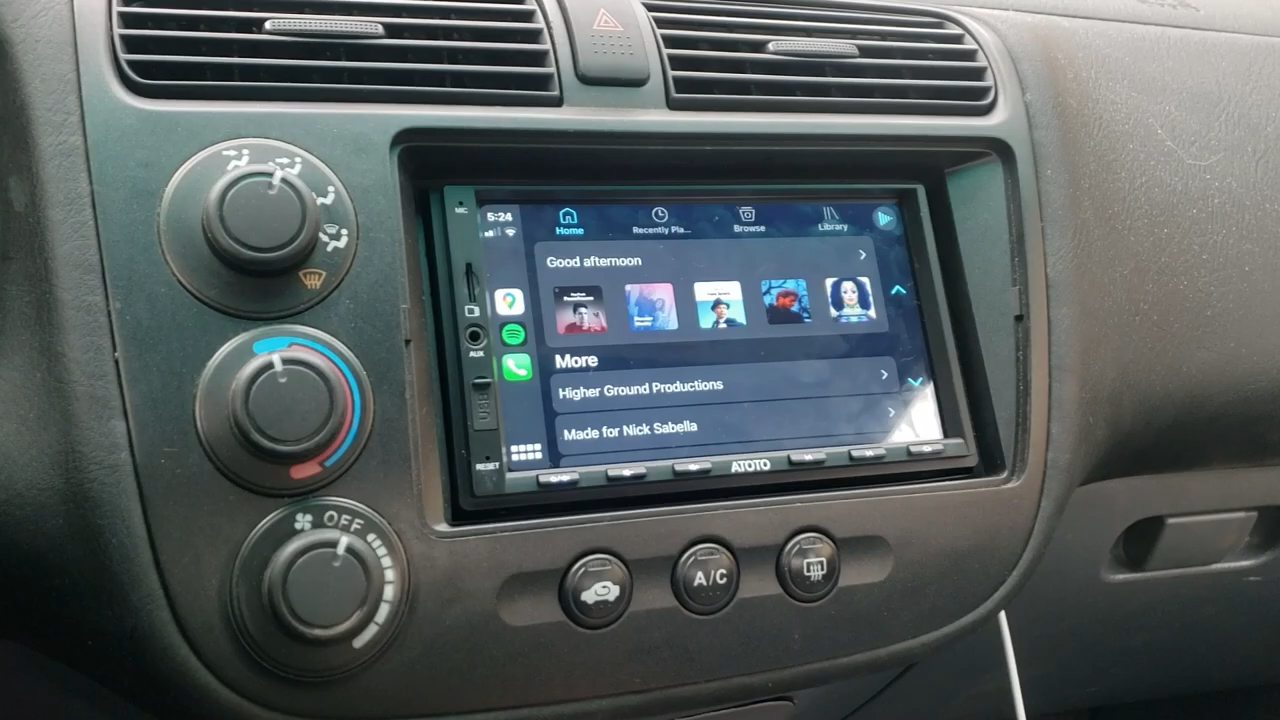 MIC
5:24
Home
Recently Pla...
Browse
Library
Good afternoon
AUX
More
Higher Ground Productions
USB
Made for Nick Sabella
RESET
ATOTO
OFF
A/C